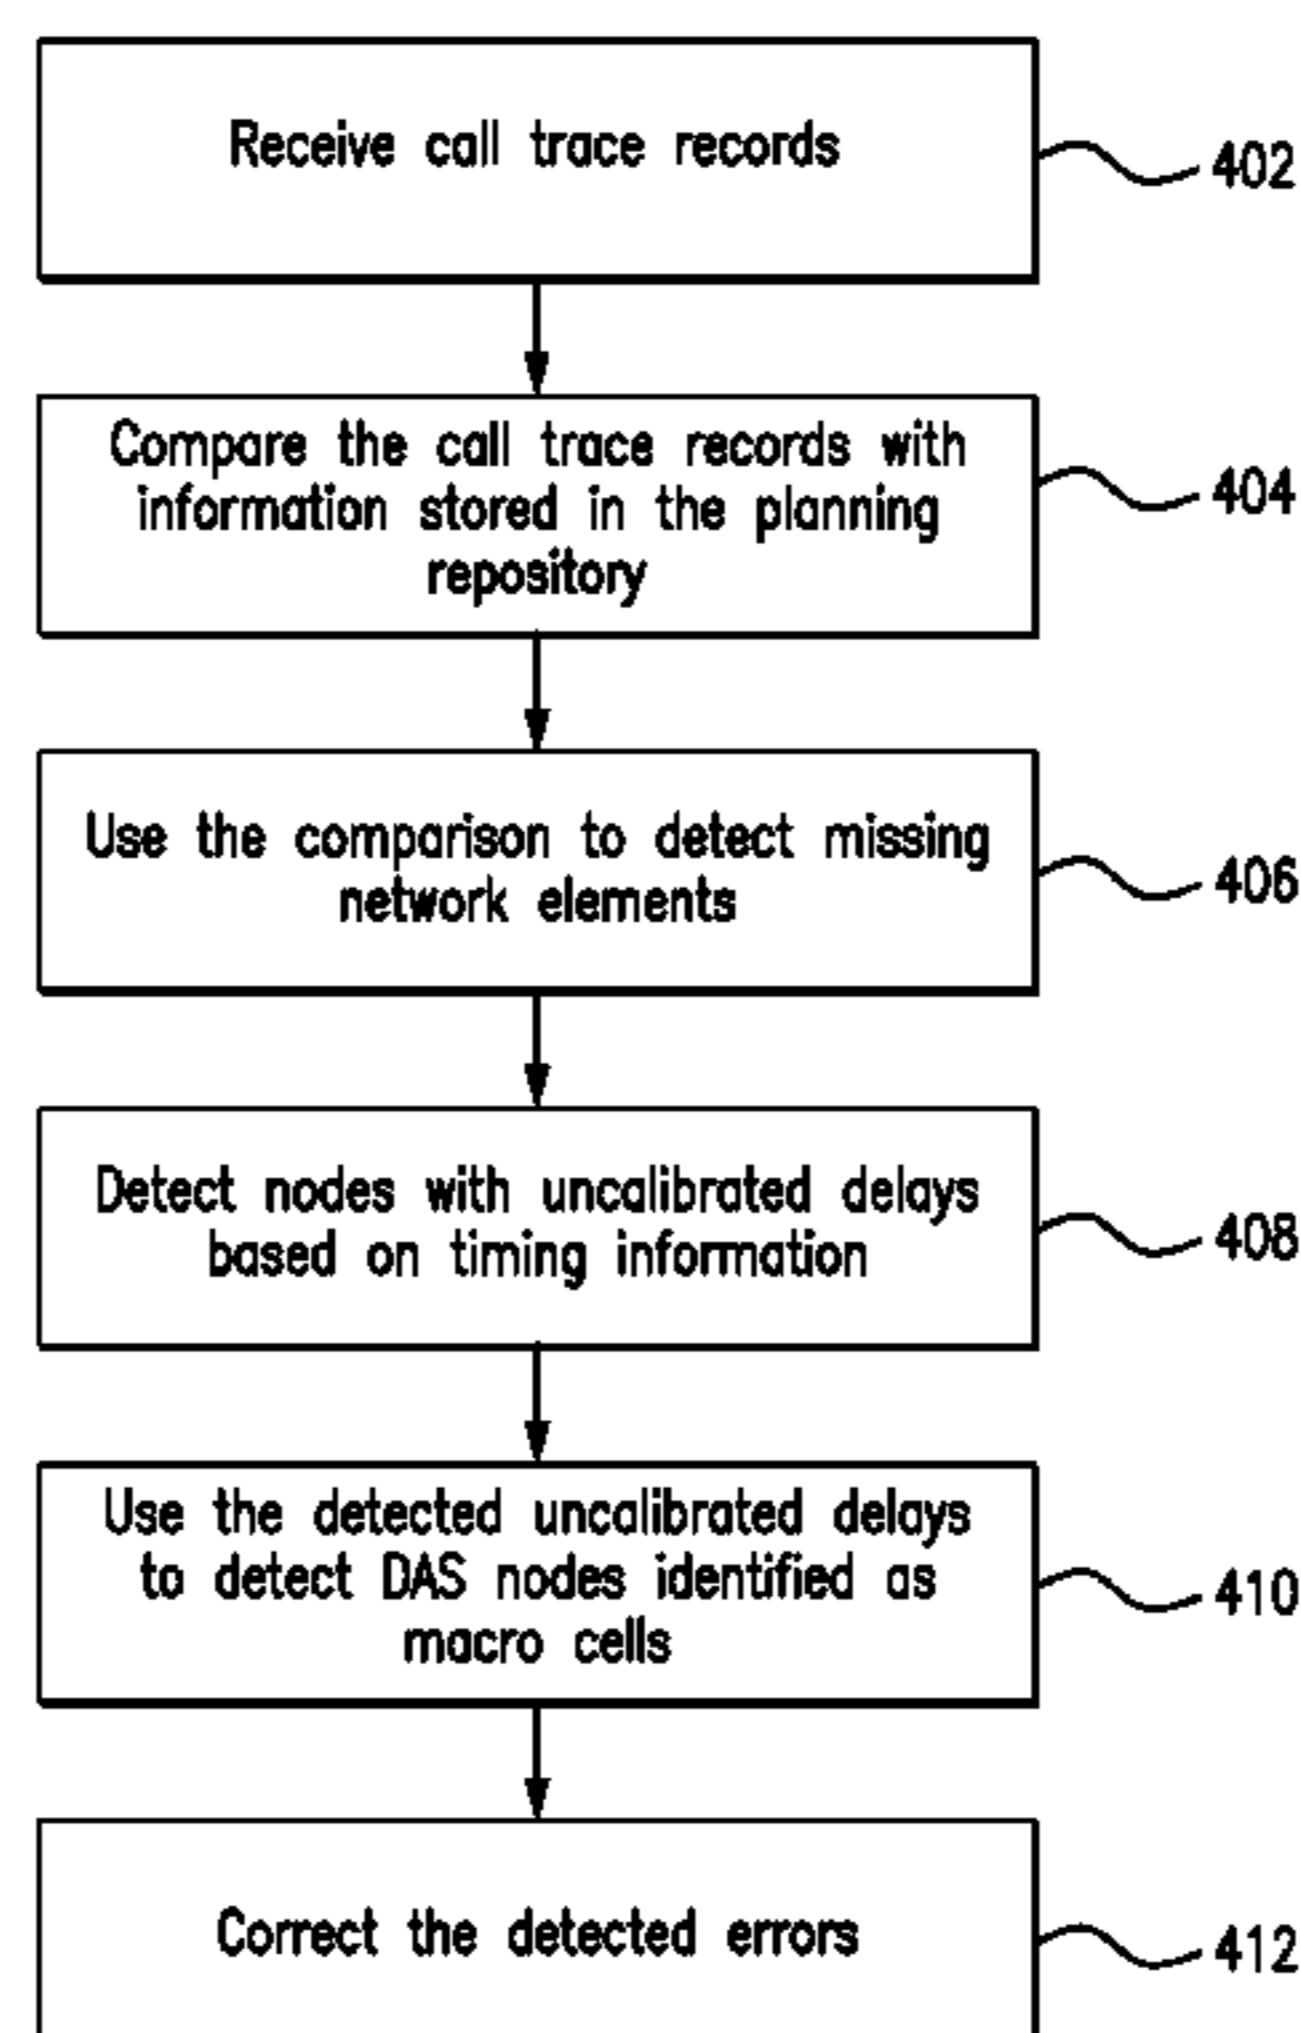 Receive call trace records
402
Compare the call trace records with
information stored in the planning
repository
404
Use the comparison to detect missing
network elements
406
Detect nodes with uncalibrated delays
based on timing information
408
Use the detected uncalibrated delays
to detect DAS nodes identified as
macro cells
410
Correct the detected errors
412